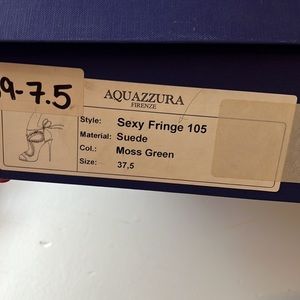 9-7.5
AQUAZZURA
FIRENZE
Style: Sexy Fringe 105
Material: Suede
Col.: Moss Green
Size: 37,5